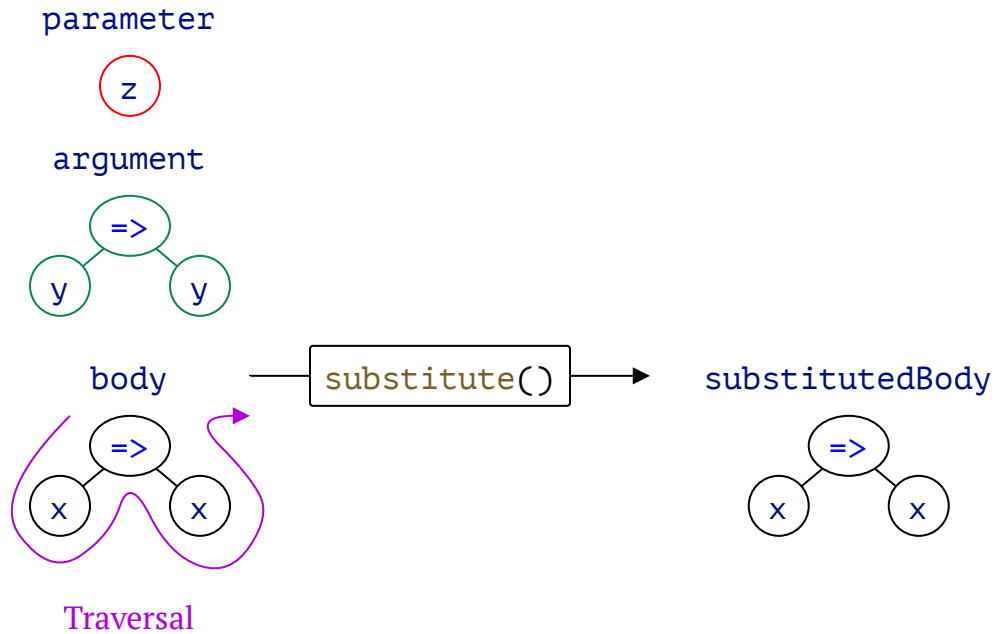 parameter
z
argument
=>
y y
body substitute() substitutedBody
=> =>
x x x x
Traversal